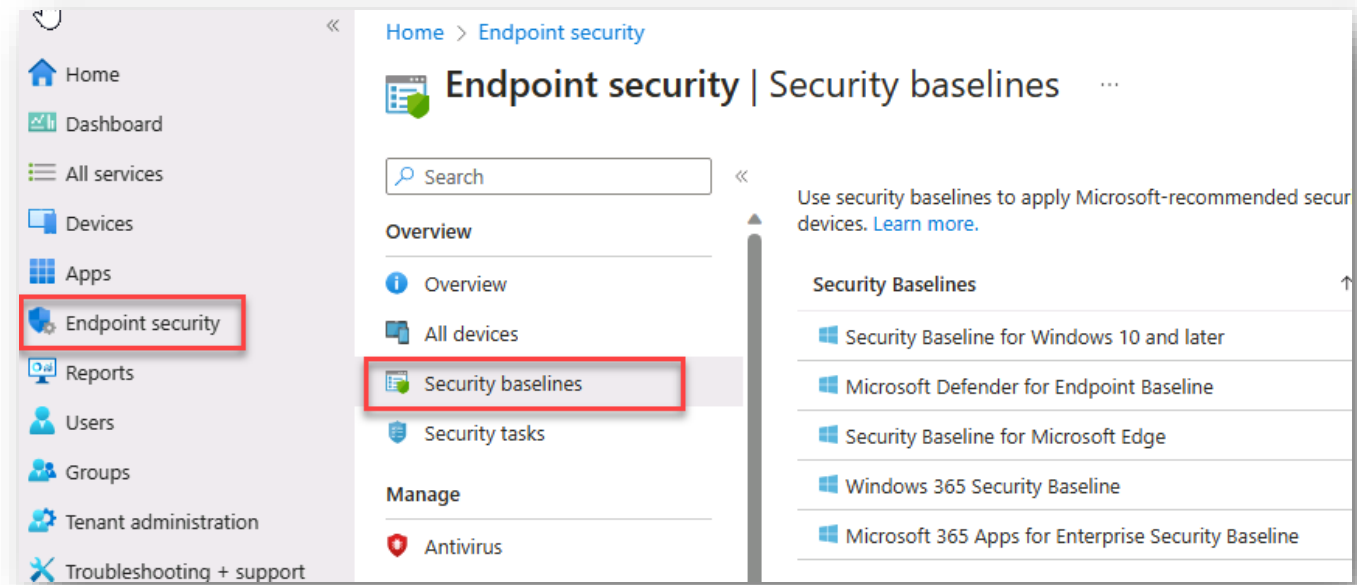 Home
Dashboard
All services
Devices
Apps
Endpoint security
Reports
Users
Groups
Tenant administration
Troubleshooting + support
Home > Endpoint security
Endpoint security | Security baselines ...
Search
Overview
Overview
All devices
Security baselines
Security tasks
Manage
Antivirus
Use security baselines to apply Microsoft-recommended secur
devices. Learn more.
Security Baselines
Security Baseline for Windows 10 and later
Microsoft Defender for Endpoint Baseline
Security Baseline for Microsoft Edge
Windows 365 Security Baseline
Microsoft 365 Apps for Enterprise Security Baseline